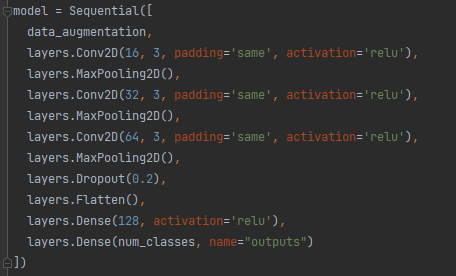 model = Sequential([
  data_augmentation,
  layers.Conv2D(16, 3, padding='same', activation='relu'),
  layers.MaxPooling2D(),
  layers.Conv2D(32, 3, padding='same', activation='relu'),
  layers.MaxPooling2D(),
  layers.Conv2D(64, 3, padding='same', activation='relu'),
  layers.MaxPooling2D(),
  layers.Dropout(0.2),
  layers.Flatten(),
  layers.Dense(128, activation='relu'),
  layers.Dense(num_classes, name="outputs")
])